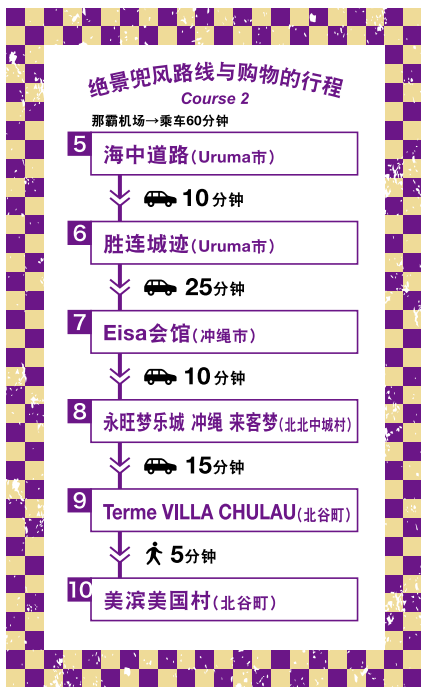 绝景兜风路线与购物的行程
Course 2
那霸机场→乘车60分钟
5 海中道路(Uruma市)
10分钟
6 胜连城迹(Uruma市)
25分钟
7 Eisa会馆(冲绳市)
10分钟
8 永旺梦乐城 冲绳 来客梦(北北中城村)
15分钟
9 Terme VILLA CHULAU(北谷町)
5分钟
10 美滨美国村(北谷町)